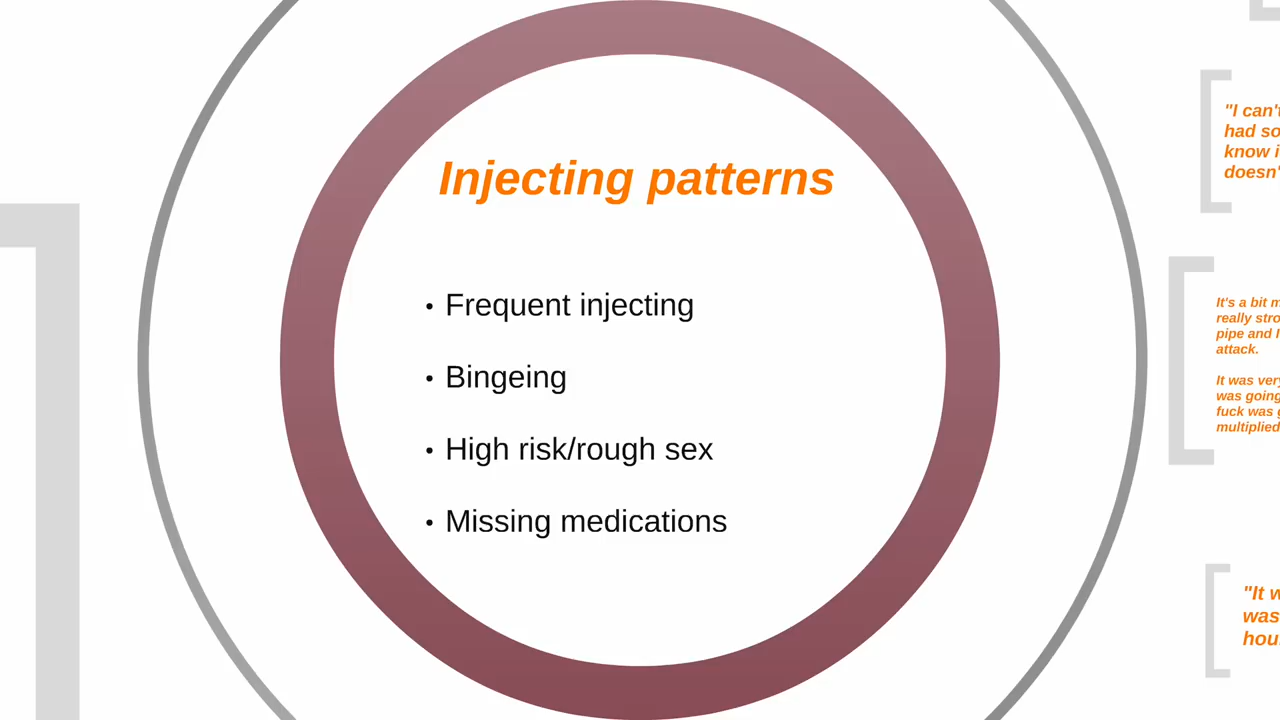 Injecting patterns
• Frequent injecting
• Bingeing
• High risk/rough sex
• Missing medications
"I can't
had so
know i
doesn'
It's a bit m
really stro
pipe and I
attack.
It was very
was going
fuck was g
multiplied
"It w
was
hou